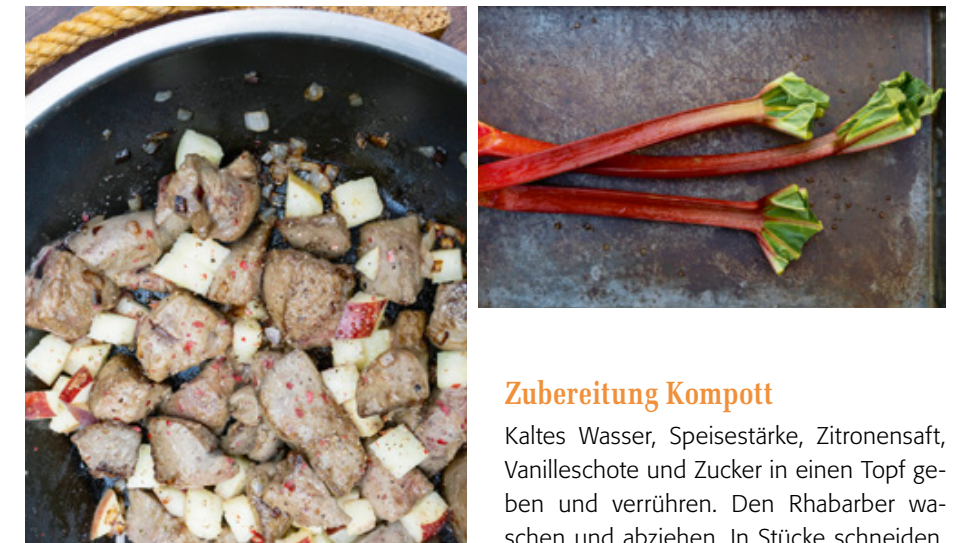 Zubereitung Kompott
Kaltes Wasser, Speisestärke, Zitronensaft,
Vanilleschote und Zucker in einen Topf ge-
ben und verrühren. Den Rhabarber wa-
schen und abziehen. In Stücke schneiden,